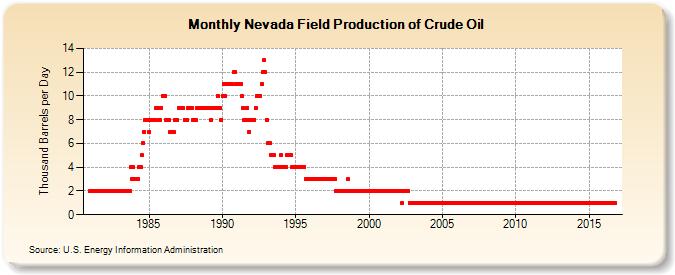 Monthly Nevada Field Production of Crude Oil
Thousand Barrels per Day
14
12
10
8
6
4
2
0
1985 1990 1995 2000 2005 2010 2015
Source: U.S. Energy Information Administration